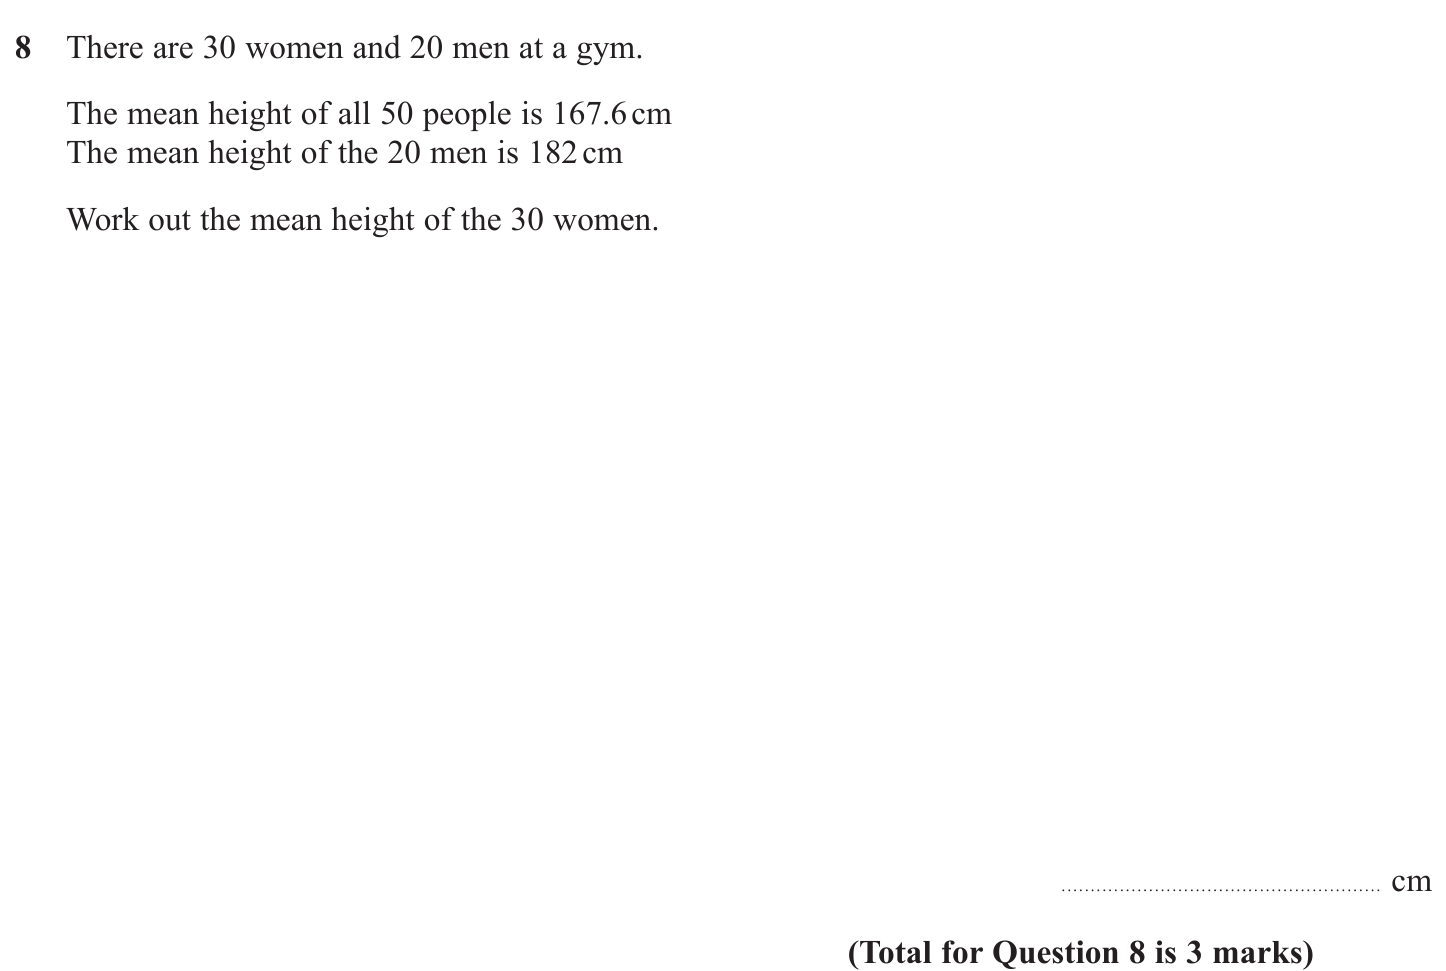 8 There are 30 women and 20 men at a gym.
The mean height of all 50 people is 167.6 cm
The mean height of the 20 men is 182 cm
Work out the mean height of the 30 women.
....................................................... cm
(Total for Question 8 is 3 marks)